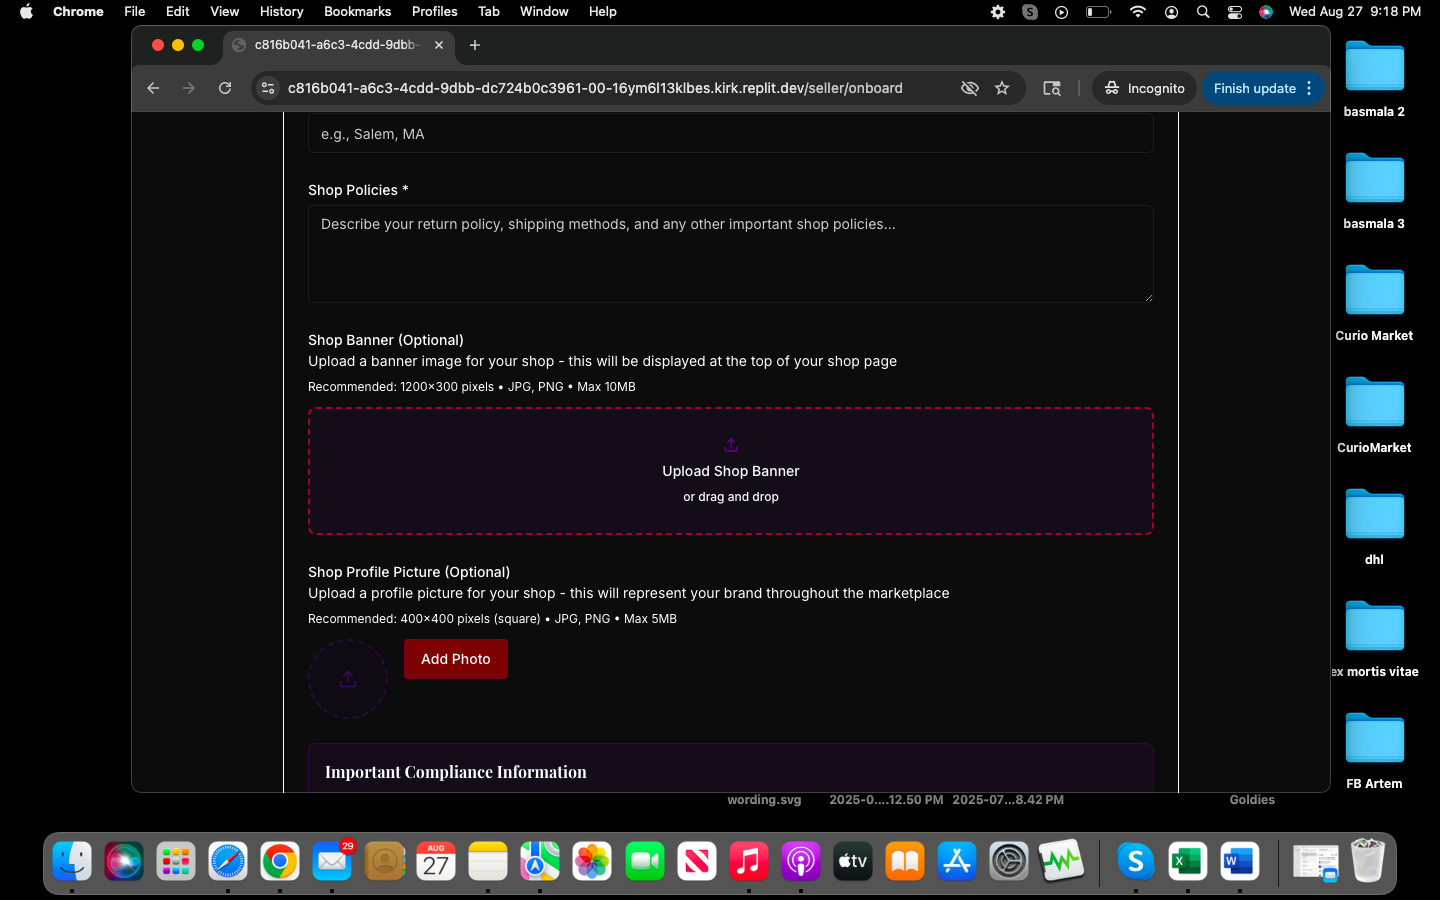 Chrome File Edit View History Bookmarks Profiles Tab Window Help
Wed Aug 27 9:18 PM
c816b041-a6c3-4cdd-9dbb-
c816b041-a6c3-4cdd-9dbb-dc724b0c3961-00-16ym6l13klbes.kirk.replit.dev/seller/onboard
Incognito
Finish update
e.g., Salem, MA
Shop Policies *
Describe your return policy, shipping methods, and any other important shop policies...
Shop Banner (Optional)
Upload a banner image for your shop - this will be displayed at the top of your shop page
Recommended: 1200×300 pixels • JPG, PNG • Max 10MB
Upload Shop Banner
or drag and drop
Shop Profile Picture (Optional)
Upload a profile picture for your shop - this will represent your brand throughout the marketplace
Recommended: 400×400 pixels (square) • JPG, PNG • Max 5MB
Add Photo
Important Compliance Information
basmala 2
basmala 3
Curio Market
CurioMarket
dhl
ex mortis vitae
FB Artem
wording.svg
2025-0....12.50 PM
2025-07...8.42 PM
Goldies
29
AUG
27
tv
S
X
W